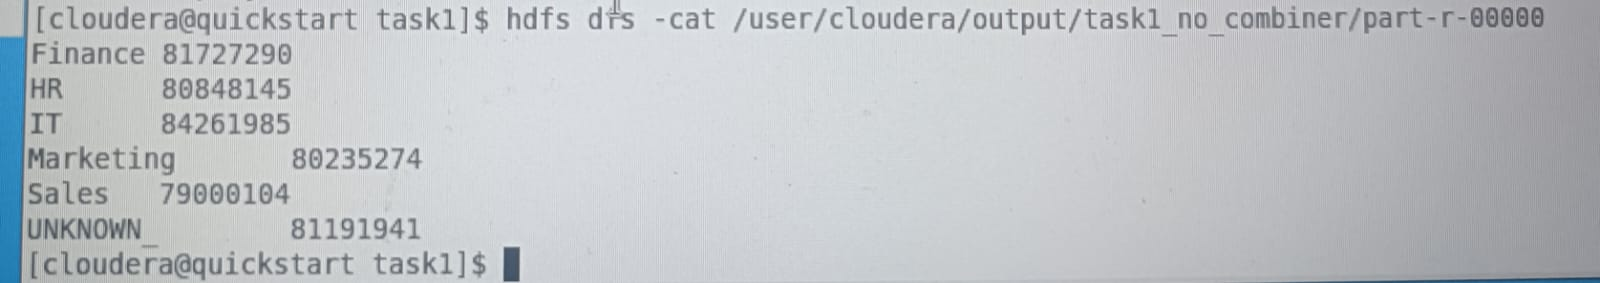 [cloudera@quickstart task1]$ hdfs dfs -cat /user/cloudera/output/task1_no_combiner/part-r-00000
Finance 81727290
HR 80848145
IT 84261985
Marketing 80235274
Sales 79000104
UNKNOWN_ 81191941
[cloudera@quickstart task1]$